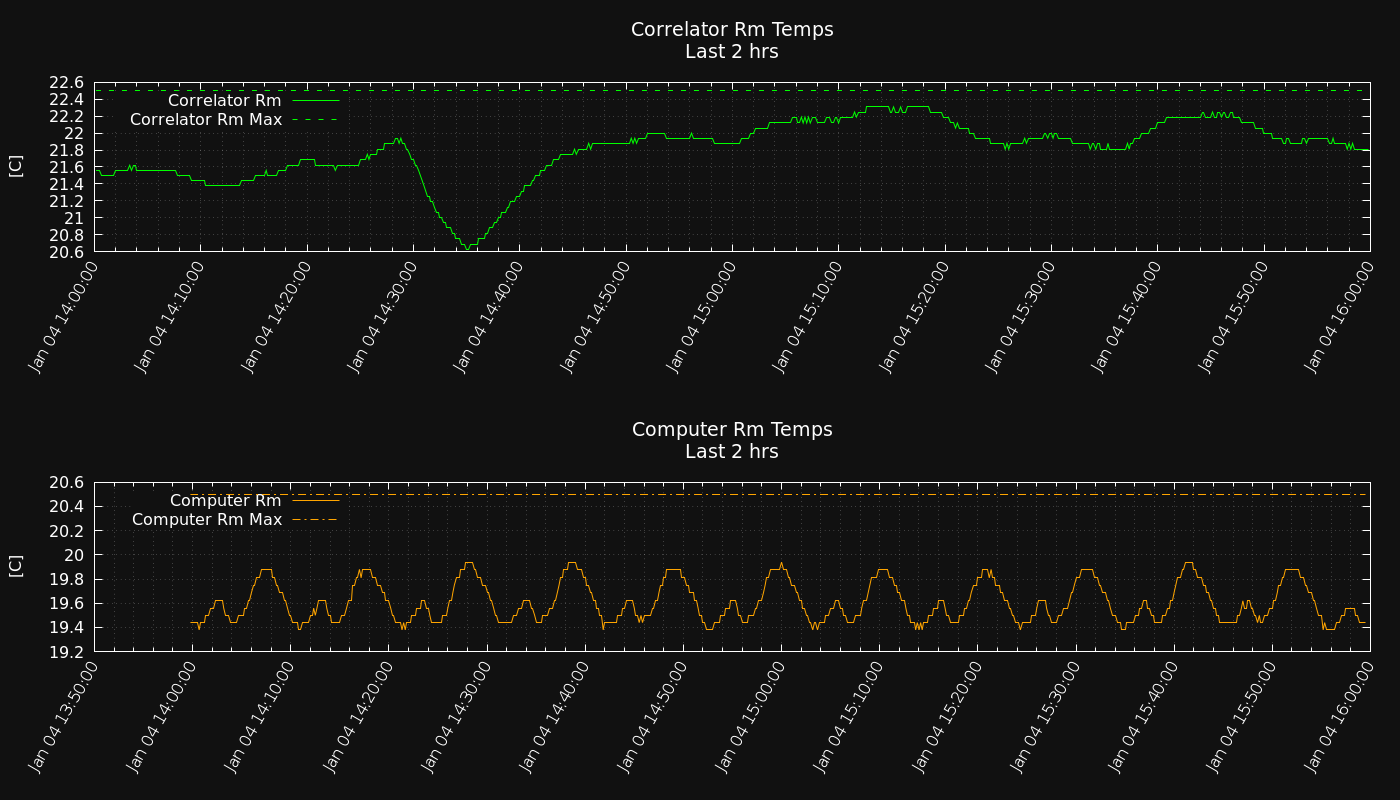 Correlator Rm Temps
Last 2 hrs
22.6
22.4
22.2
22
21.8
21.6
21.4
21.2
21
20.8
20.6
[C]
Correlator Rm
Correlator Rm Max
Jan 04 14:00:00
Jan 04 14:10:00
Jan 04 14:20:00
Jan 04 14:30:00
Jan 04 14:40:00
Jan 04 14:50:00
Jan 04 15:00:00
Jan 04 15:10:00
Jan 04 15:20:00
Jan 04 15:30:00
Jan 04 15:40:00
Jan 04 15:50:00
Jan 04 16:00:00
Computer Rm Temps
Last 2 hrs
20.6
20.4
20.2
20
19.8
19.6
19.4
19.2
[C]
Computer Rm
Computer Rm Max
Jan 04 13:50:00
Jan 04 14:00:00
Jan 04 14:10:00
Jan 04 14:20:00
Jan 04 14:30:00
Jan 04 14:40:00
Jan 04 14:50:00
Jan 04 15:00:00
Jan 04 15:10:00
Jan 04 15:20:00
Jan 04 15:30:00
Jan 04 15:40:00
Jan 04 15:50:00
Jan 04 16:00:00